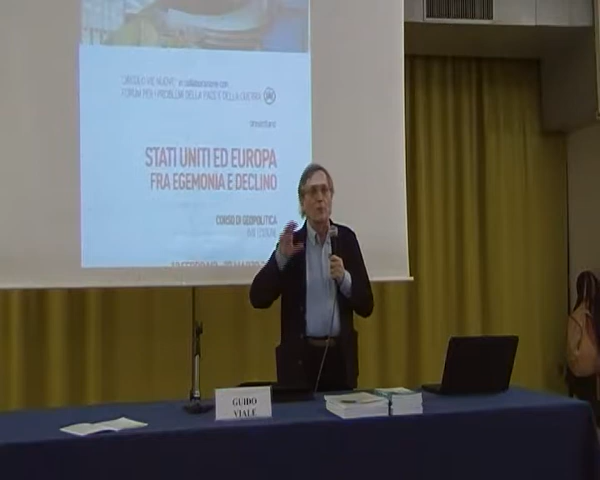 CIRCOLO VIE NUOVE in collaborazione con
FORUM PER I PROBLEMI DELLA PACE E DELLA GUERRA
presentano
STATI UNITI ED EUROPA
FRA EGEMONIA E DECLINO
CORSO DI GEOPOLITICA
GUIDO
VIALE